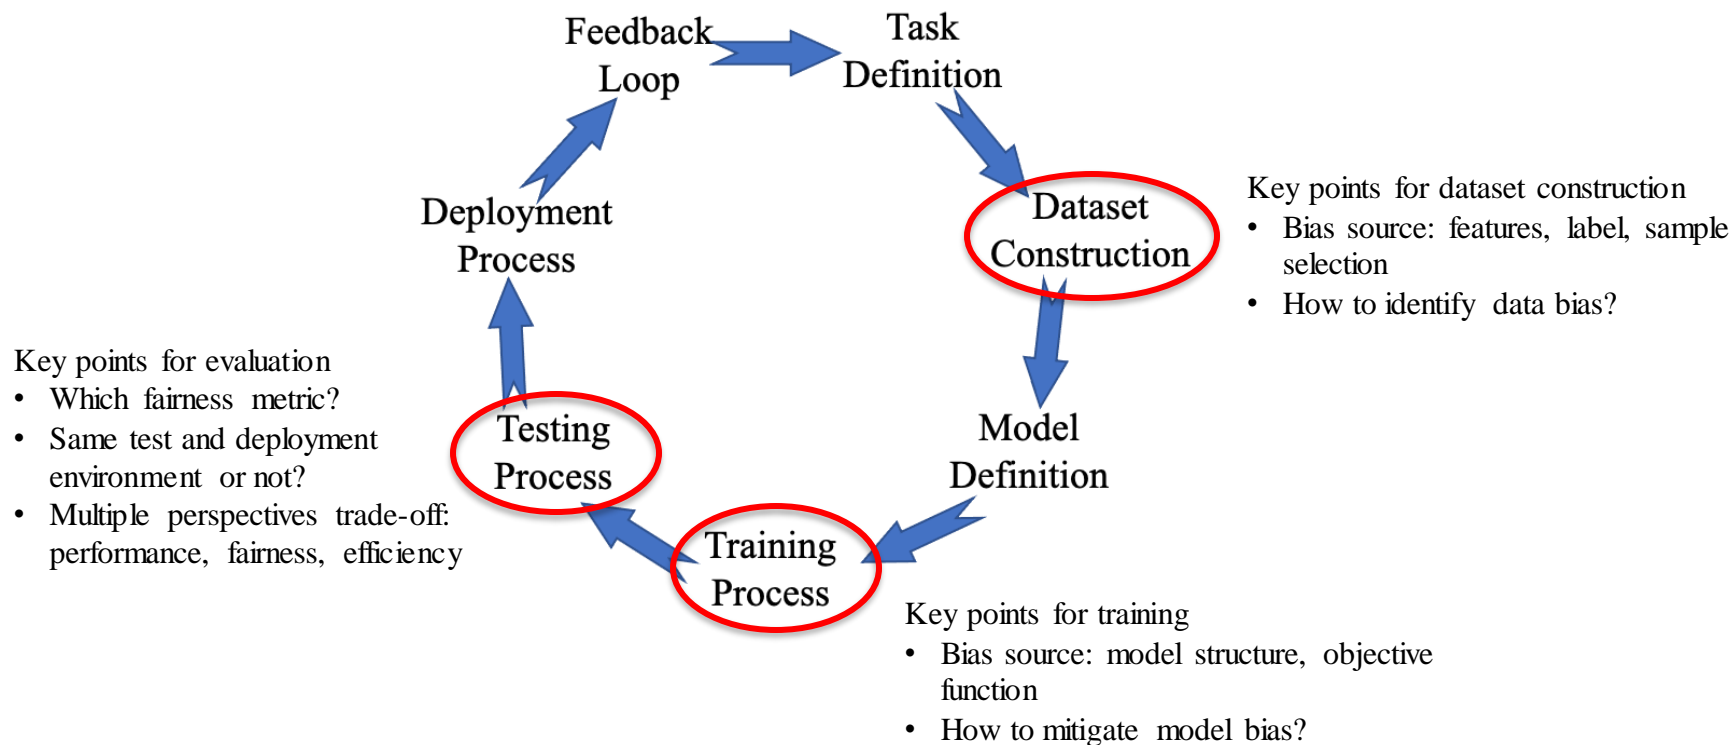 Feedback
Loop
Task
Definition
Dataset
Construction
Key points for dataset construction
• Bias source: features, label, sample
selection
• How to identify data bias?
Model
Definition
Training
Process
Key points for training
• Bias source: model structure, objective
function
• How to mitigate model bias?
Testing
Process
Key points for evaluation
• Which fairness metric?
• Same test and deployment
environment or not?
• Multiple perspectives trade-off:
performance, fairness, efficiency
Deployment
Process